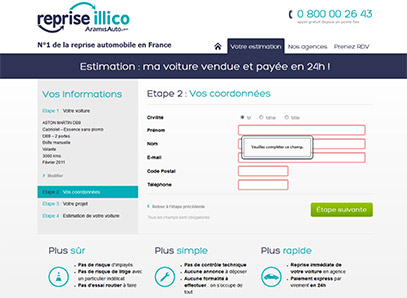 reprise illico
AramisAuto.com
N°1 de la reprise automobile en France
0 800 00 26 43
appel gratuit depuis un poste fixe
Votre estimation
Nos agences
Prenez RDV
Estimation : ma voiture vendue et payée en 24h !
Vos Informations
Etape 1 : Votre voiture
ASTON MARTIN DB9
Cabriolet - Essence sans plomb
DB9 - 2 portes
Boîte manuelle
Volante
3000 kms
Février 2011
Modifier
Etape 2 : Vos coordonnées
Etape 3 : Votre projet
Etape 4 : Estimation de votre voiture
Etape 2 : Vos coordonnées
Civilité
M
Mme
Mlle
Prénom
Nom
Veuillez compléter ce champ.
E-mail
Code Postal
Téléphone
Retour à l'étape précédente
Tous les champs sont obligatoires
Étape suivante
Plus sûr
Pas de risque d'impayés
Pas de risque de litige avec
un particulier indélicat
Pas d'essai routier à faire
Plus simple
Pas de contrôle technique
Aucune annonce à déposer
Aucune formalité à
effectuer : on s'occupe de
tout
Plus rapide
Reprise immédiate de
votre voiture en agence
Paiement express par
virement en 24h